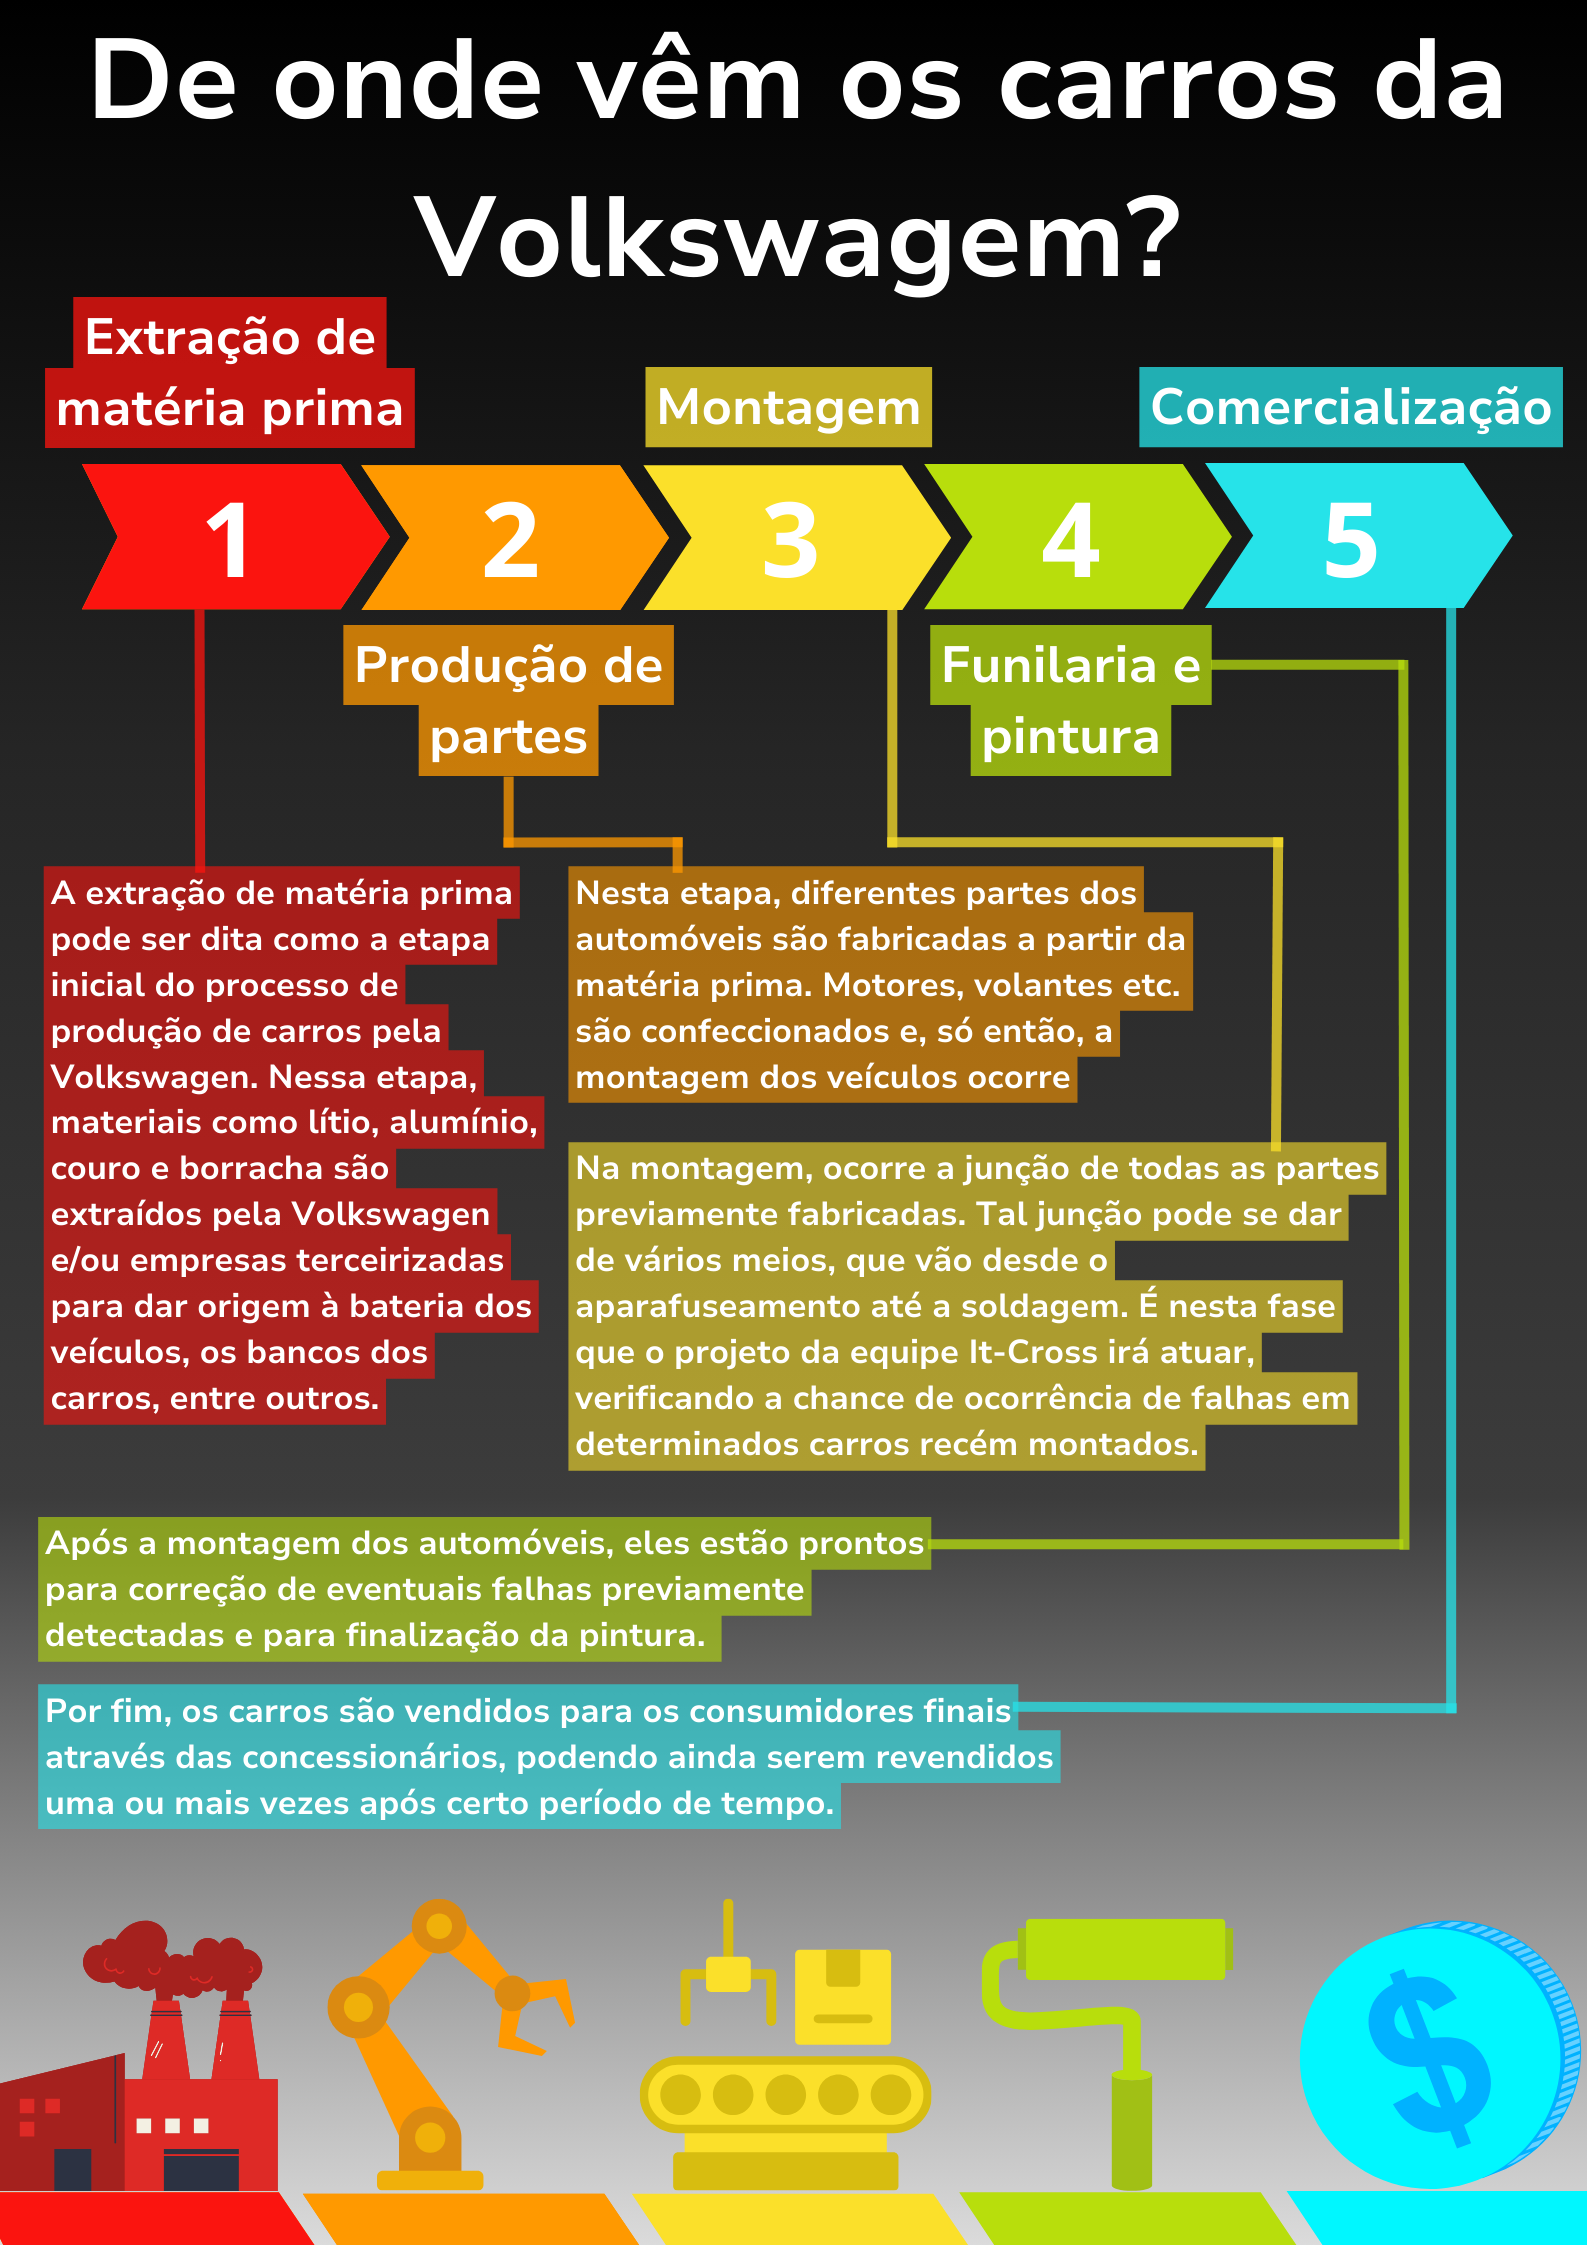 De onde vêm os carros da
Volkswagem?
Extração de
matéria prima
Montagem
Comercialização
1
2
3
4
5
Produção de
partes
Funilaria e
pintura
A extração de matéria prima
pode ser dita como a etapa
inicial do processo de
produção de carros pela
Volkswagen. Nessa etapa,
materiais como lítio, alumínio,
couro e borracha são
extraídos pela Volkswagen
e/ou empresas terceirizadas
para dar origem à bateria dos
veículos, os bancos dos
carros, entre outros.
Nesta etapa, diferentes partes dos
automóveis são fabricadas a partir da
matéria prima. Motores, volantes etc.
são confeccionados e, só então, a
montagem dos veículos ocorre
Na montagem, ocorre a junção de todas as partes
previamente fabricadas. Tal junção pode se dar
de vários meios, que vão desde o
aparafuseamento até a soldagem. É nesta fase
que o projeto da equipe It-Cross irá atuar,
verificando a chance de ocorrência de falhas em
determinados carros recém montados.
Após a montagem dos automóveis, eles estão prontos
para correção de eventuais falhas previamente
detectadas e para finalização da pintura.
Por fim, os carros são vendidos para os consumidores finais
através das concessionários, podendo ainda serem revendidos
uma ou mais vezes após certo período de tempo.
$